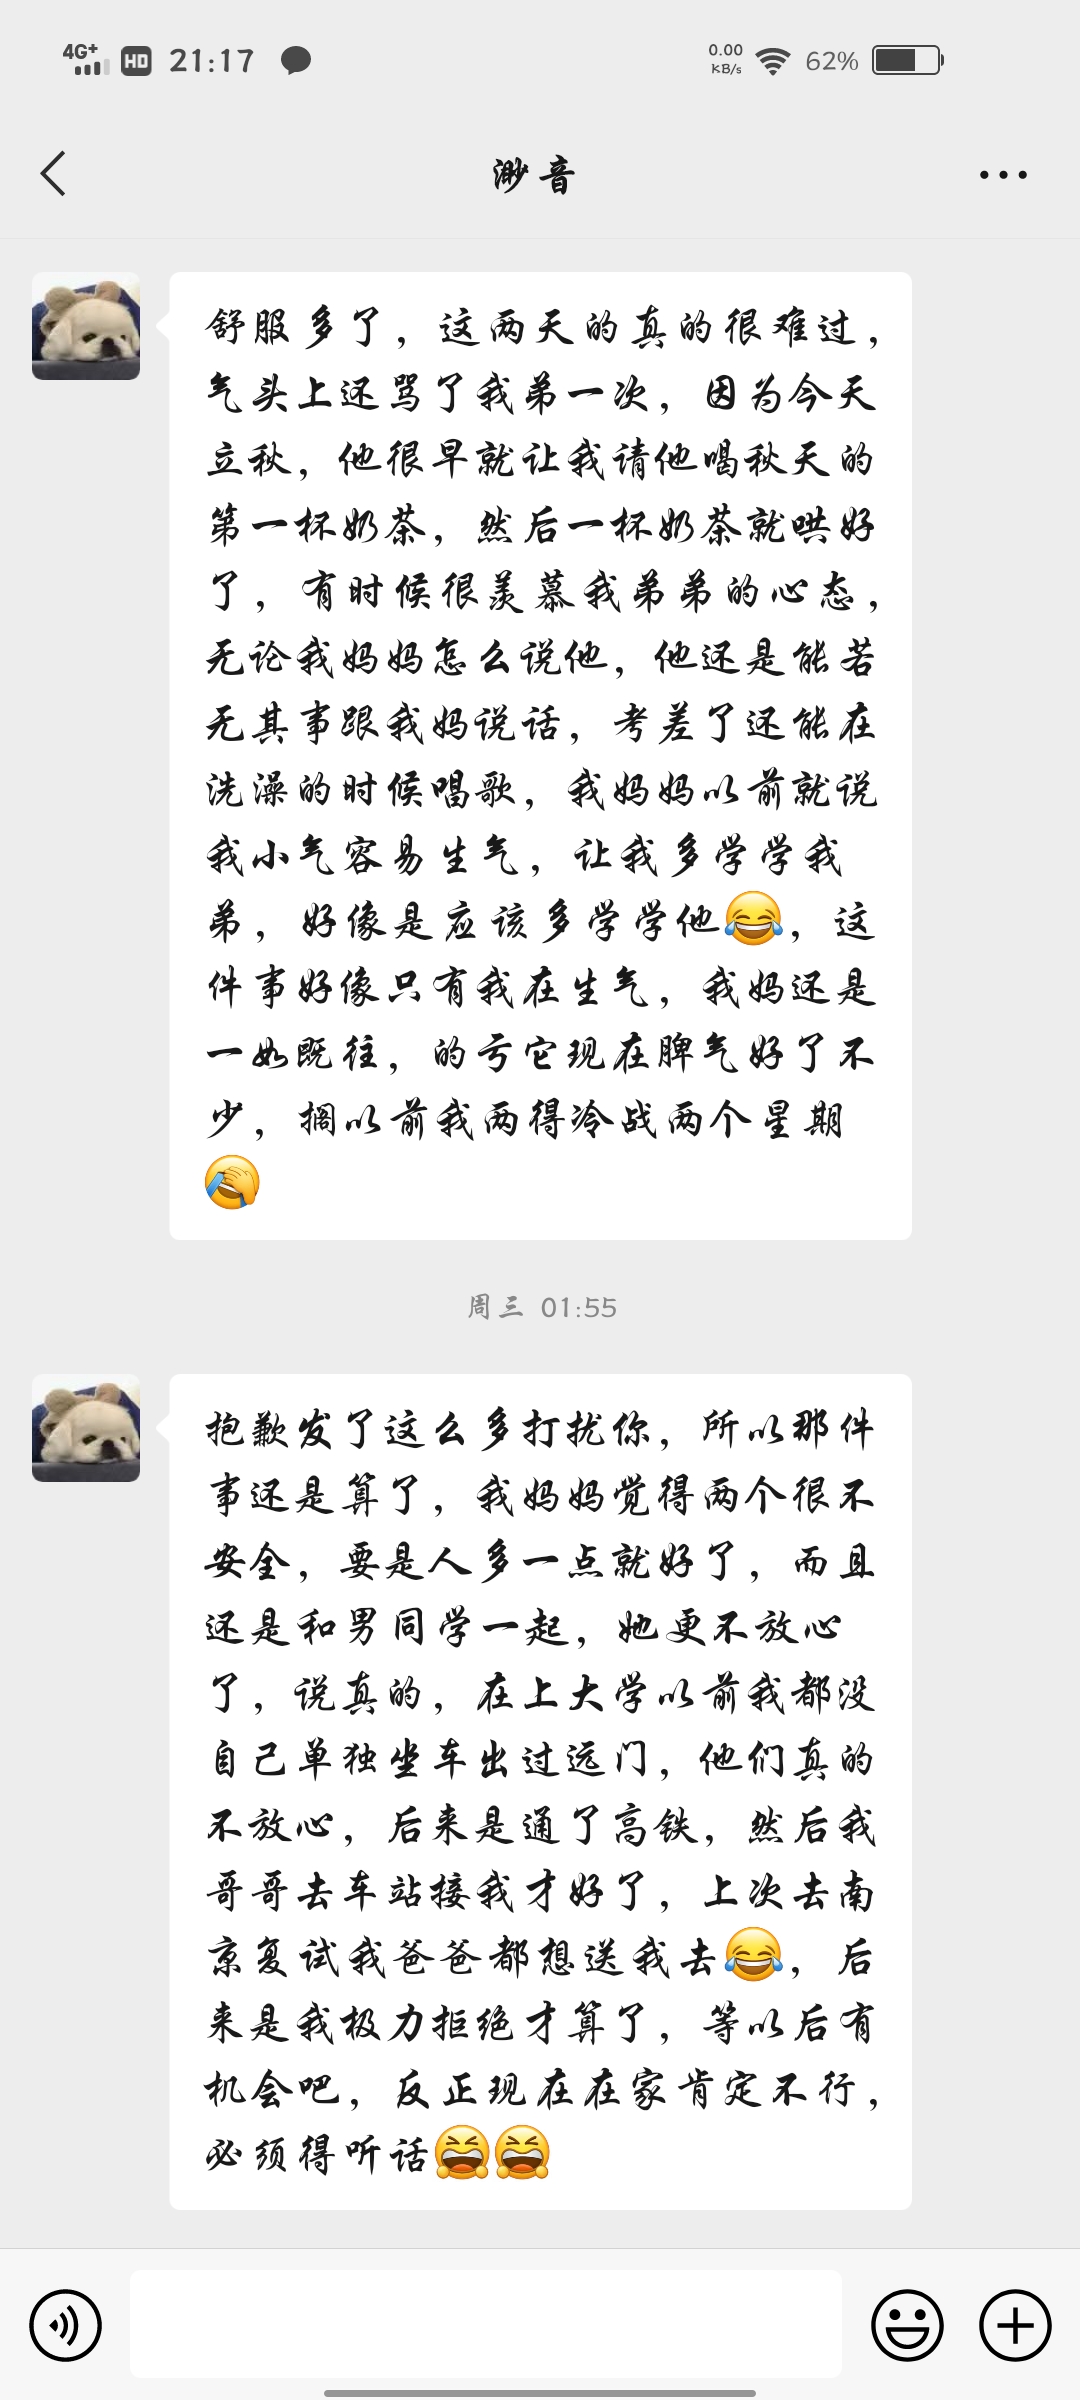 4G+ HD 21:17 0.00 KB/s 62%
渺音
舒服多了，这两天的真的很难过，
气头上还骂了我弟一次，因为今天
立秋，他很早就让我请他喝秋天的
第一杯奶茶，然后一杯奶茶就哄好
了，有时候很羡慕我弟弟的心态，
无论我妈妈怎么说他，他还是能若
无其事跟我妈说话，考差了还能在
洗澡的时候唱歌，我妈妈以前就说
我小气容易生气，让我多学学我
弟，好像是应该多学学他😂，这
件事好像只有我在生气，我妈还是
一如既往，的亏它现在脾气好了不
少，搁以前我两得冷战两个星期
🤦
周三 01:55
抱歉发了这么多打扰你，所以那件
事还是算了，我妈妈觉得两个很不
安全，要是人多一点就好了，而且
还是和男同学一起，她更不放心
了，说真的，在上大学以前我都没
自己单独坐车出过远门，他们真的
不放心，后来是通了高铁，然后我
哥哥去车站接我才好了，上次去南
京复试我爸爸都想送我去😂，后
来是我极力拒绝才算了，等以后有
机会吧，反正现在在家肯定不行，
必须得听话